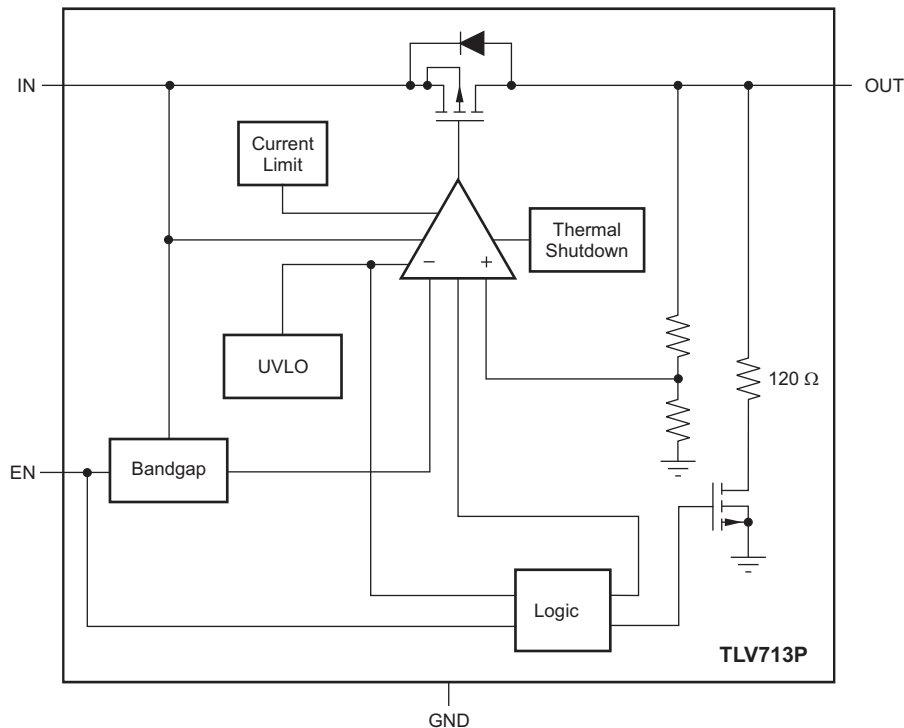 IN
OUT
Current
Limit
Thermal
Shutdown
−
+
UVLO
120 Ω
EN
Bandgap
Logic
TLV713P
GND